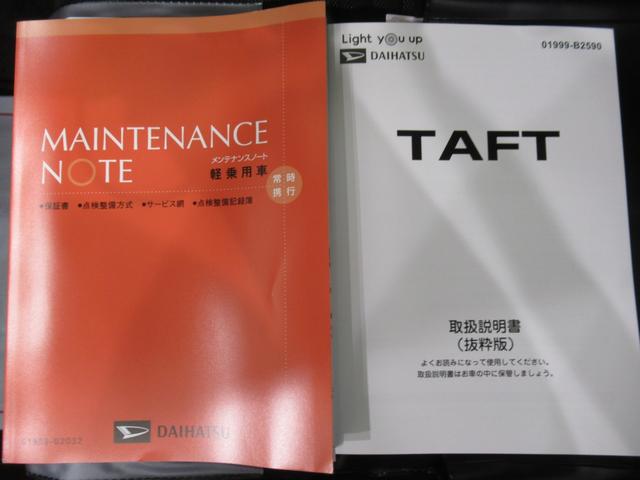 MAINTENANCE
NOTE
メンテナンスノート
軽乗用車
常時
携行
●保証書 ●点検整備方式 ●サービス網 ●点検整備記録簿
DAIHATSU
Light you up
DAIHATSU
01999-B2590
TAFT
取扱説明書
（抜粋版）
よくお読みになって使用してください。
取扱説明書はお車の中に保管しましょう。